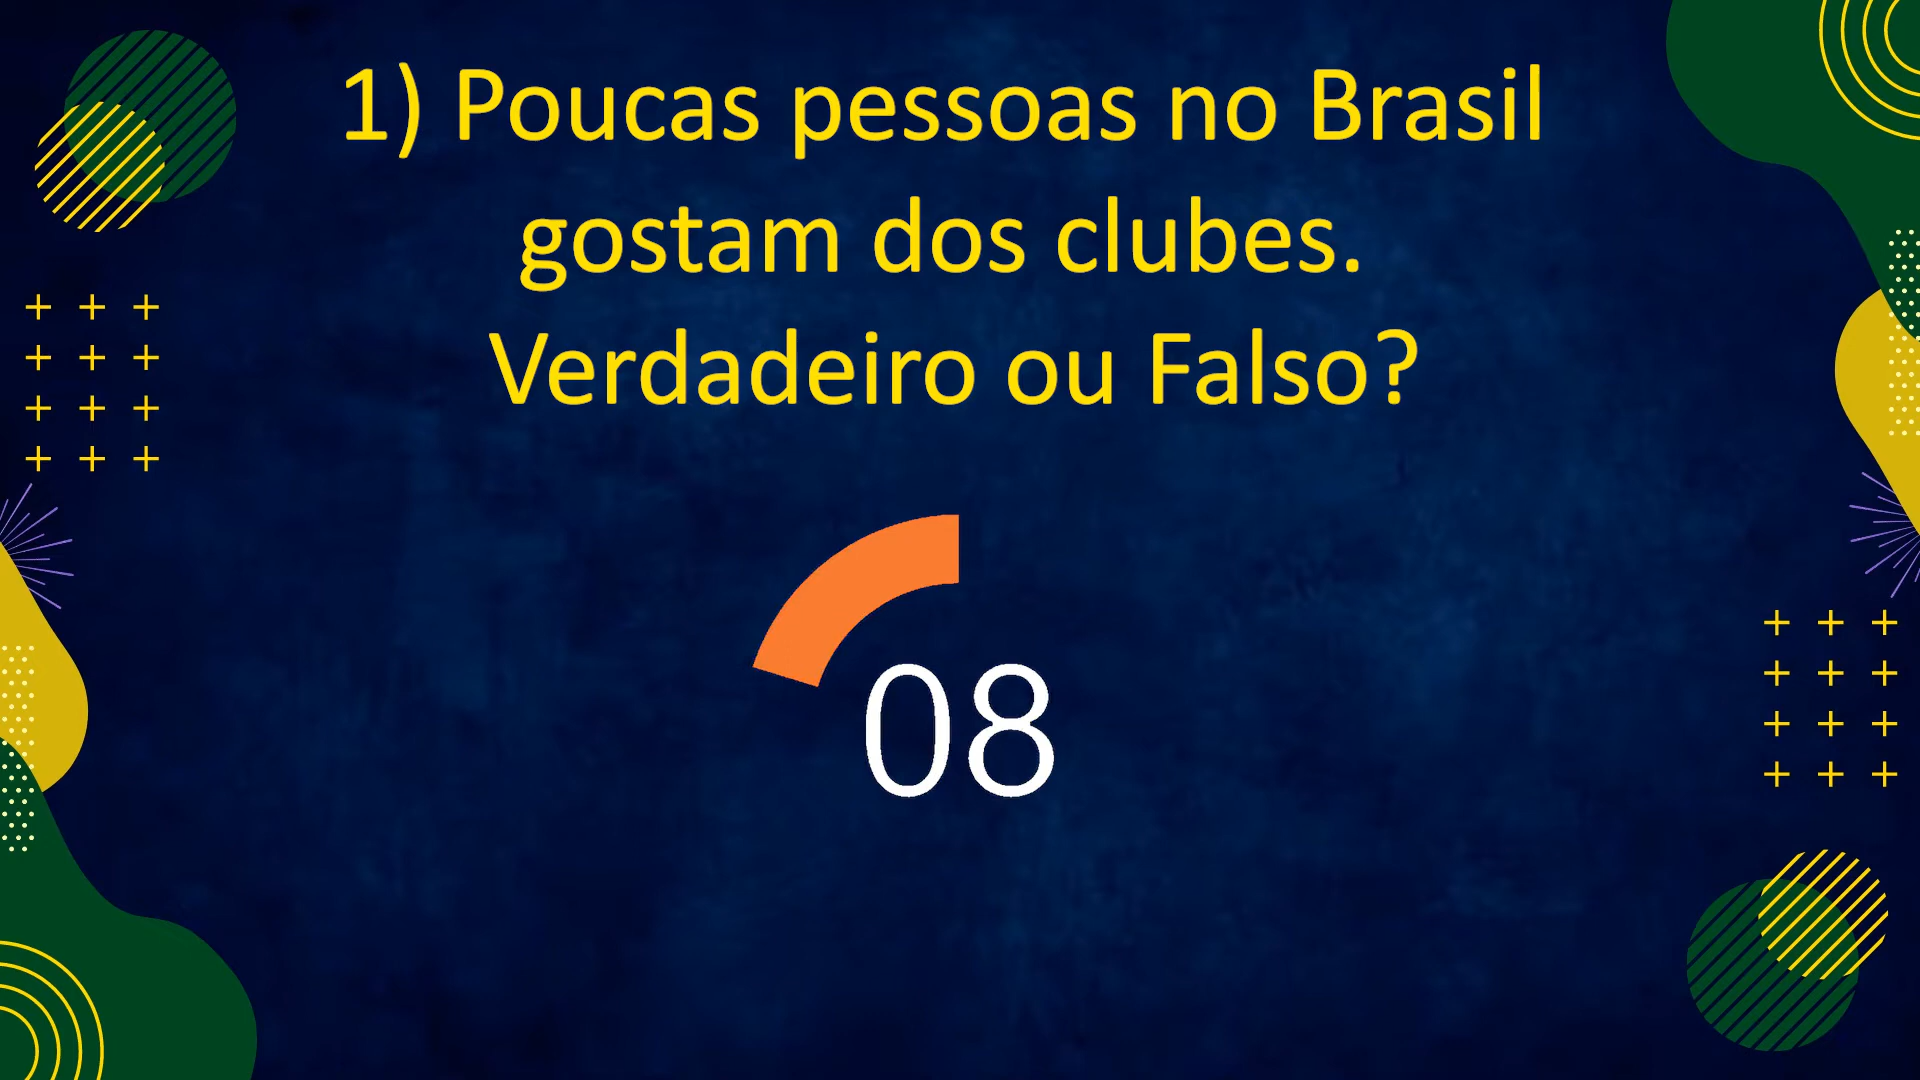 1) Poucas pessoas no Brasil
gostam dos clubes.
Verdadeiro ou Falso?
08